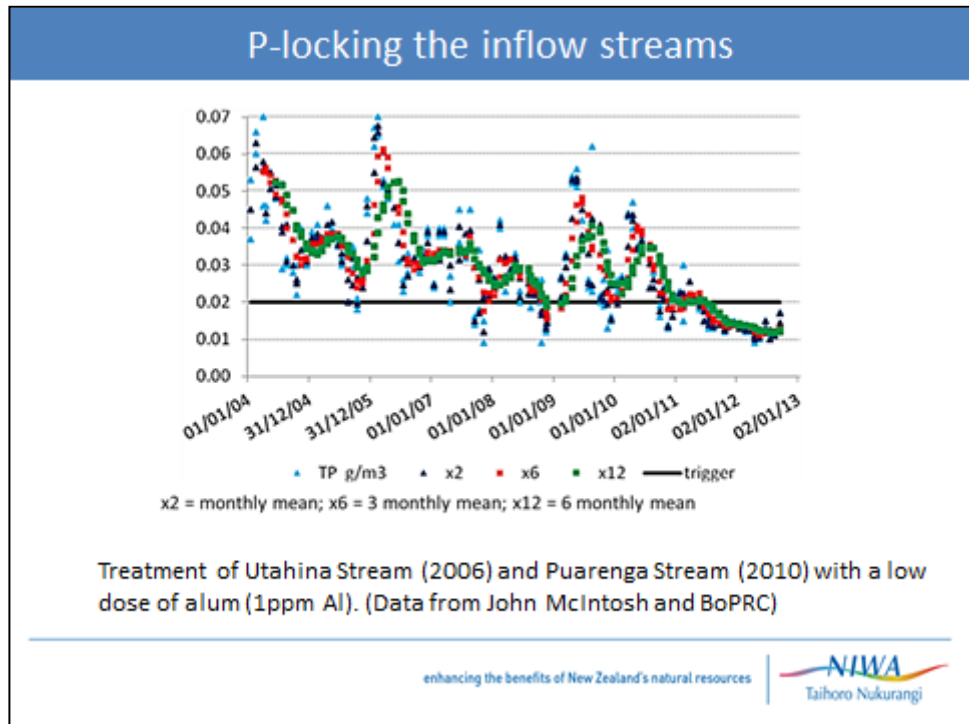 P-locking the inflow streams
0.07
0.06
0.05
0.04
0.03
0.02
0.01
0.00
01/01/04
31/12/04
31/12/05
01/01/07
01/01/08
01/01/09
01/01/10
02/01/11
02/01/12
02/01/13
TP g/m3 x2 x6 x12 trigger
x2 = monthly mean; x6 = 3 monthly mean; x12 = 6 monthly mean
Treatment of Utahina Stream (2006) and Puarenga Stream (2010) with a low
dose of alum (1ppm Al). (Data from John McIntosh and BoPRC)
enhancing the benefits of New Zealand's natural resources
NIWA
Taihoro Nukurangi